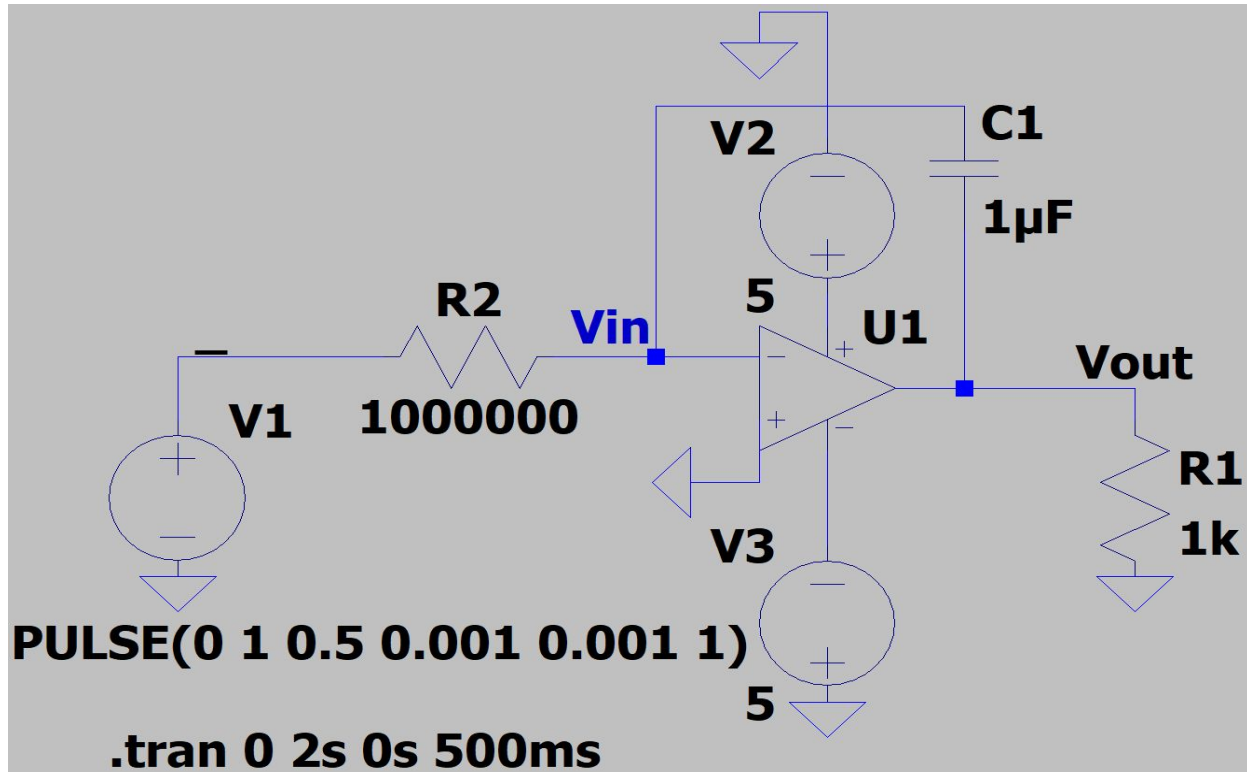 C1
V2
1µF
R2
5
U1
Vin
Vout
V1
1000000
R1
V3
1k
PULSE(0 1 0.5 0.001 0.001 1)
5
.tran 0 2s 0s 500ms